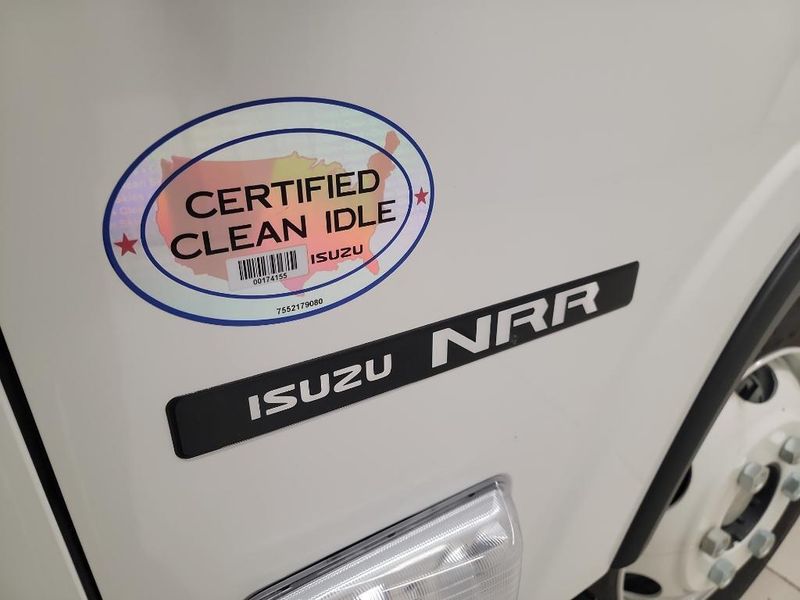 CERTIFIED
CLEAN IDLE
00174155
ISUZU
7552179080
ISUZU NRR